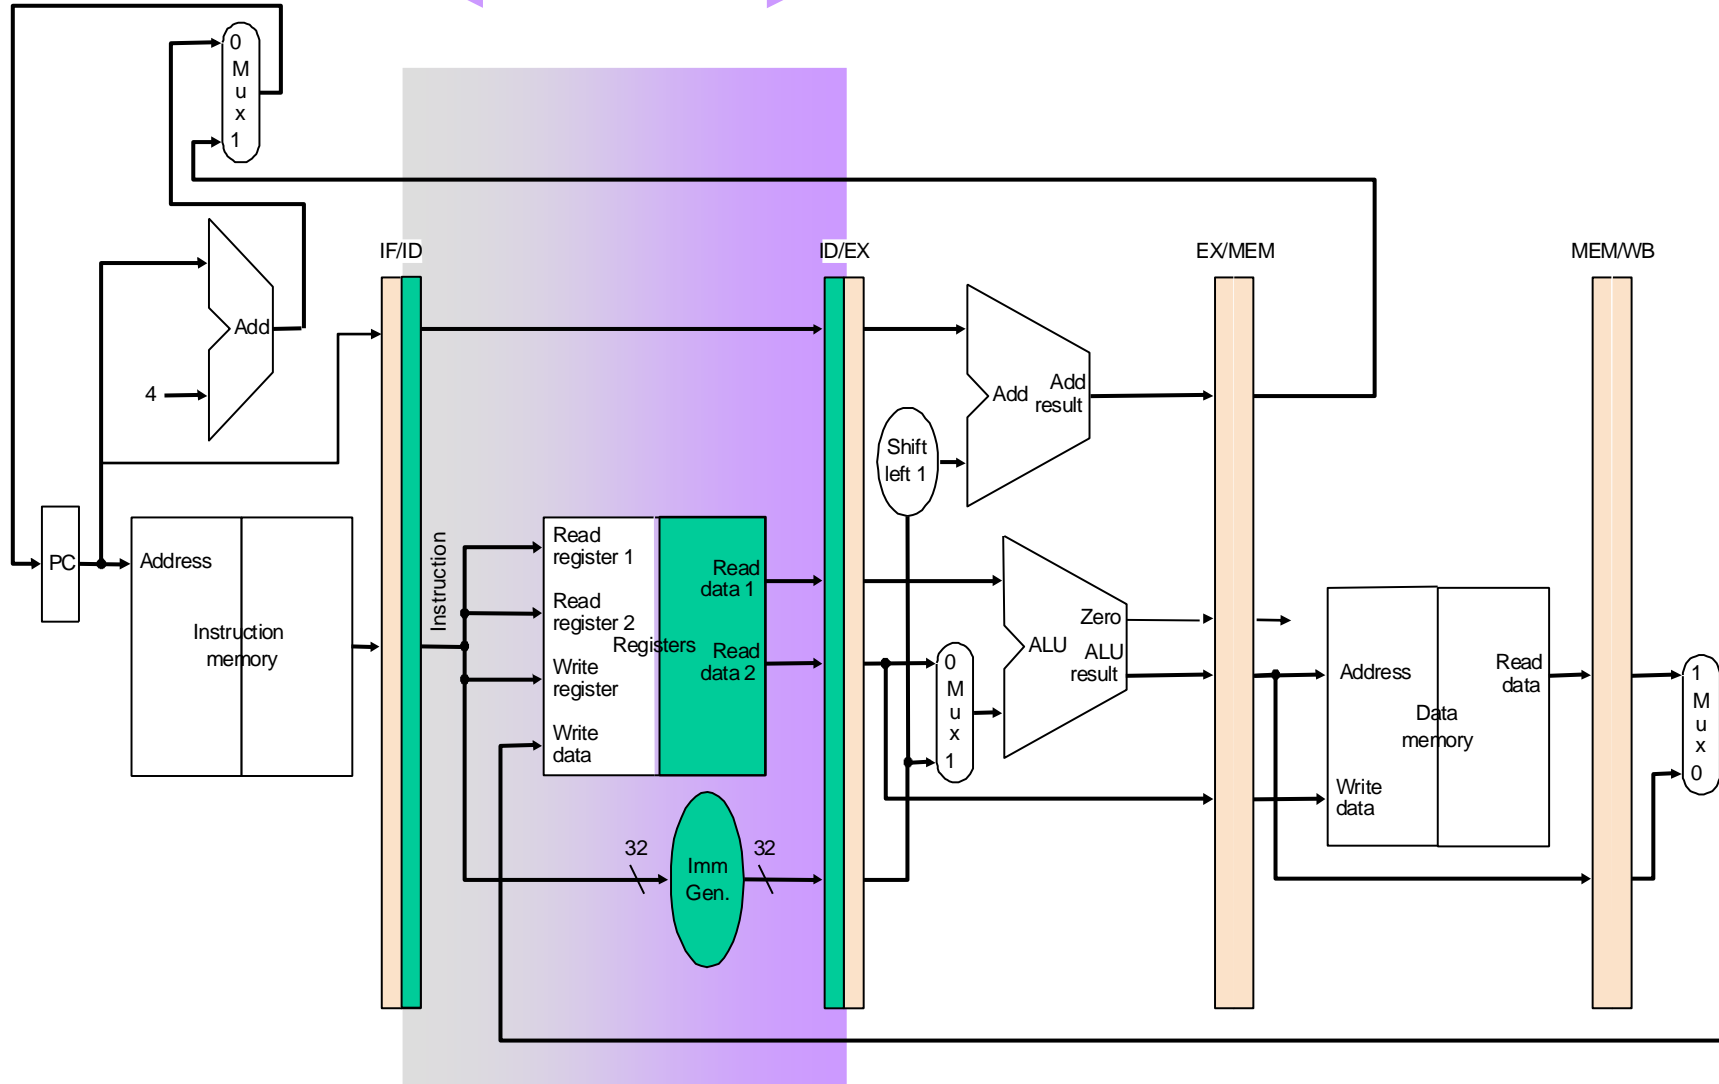 0
M
u
x
1
IF/ID
ID/EX
EX/MEM
MEM/WB
Add
4
Add
Add
result
Shift
left 1
PC
Address
Instruction
memory
Instruction
Read
register 1
Read
register 2
Write
register
Write
data
Registers
Read
data 1
Read
data 2
32
Imm
Gen.
32
0
M
u
x
1
Zero
ALU
ALU
result
Address
Read
data
Data
memory
Write
data
1
M
u
x
0